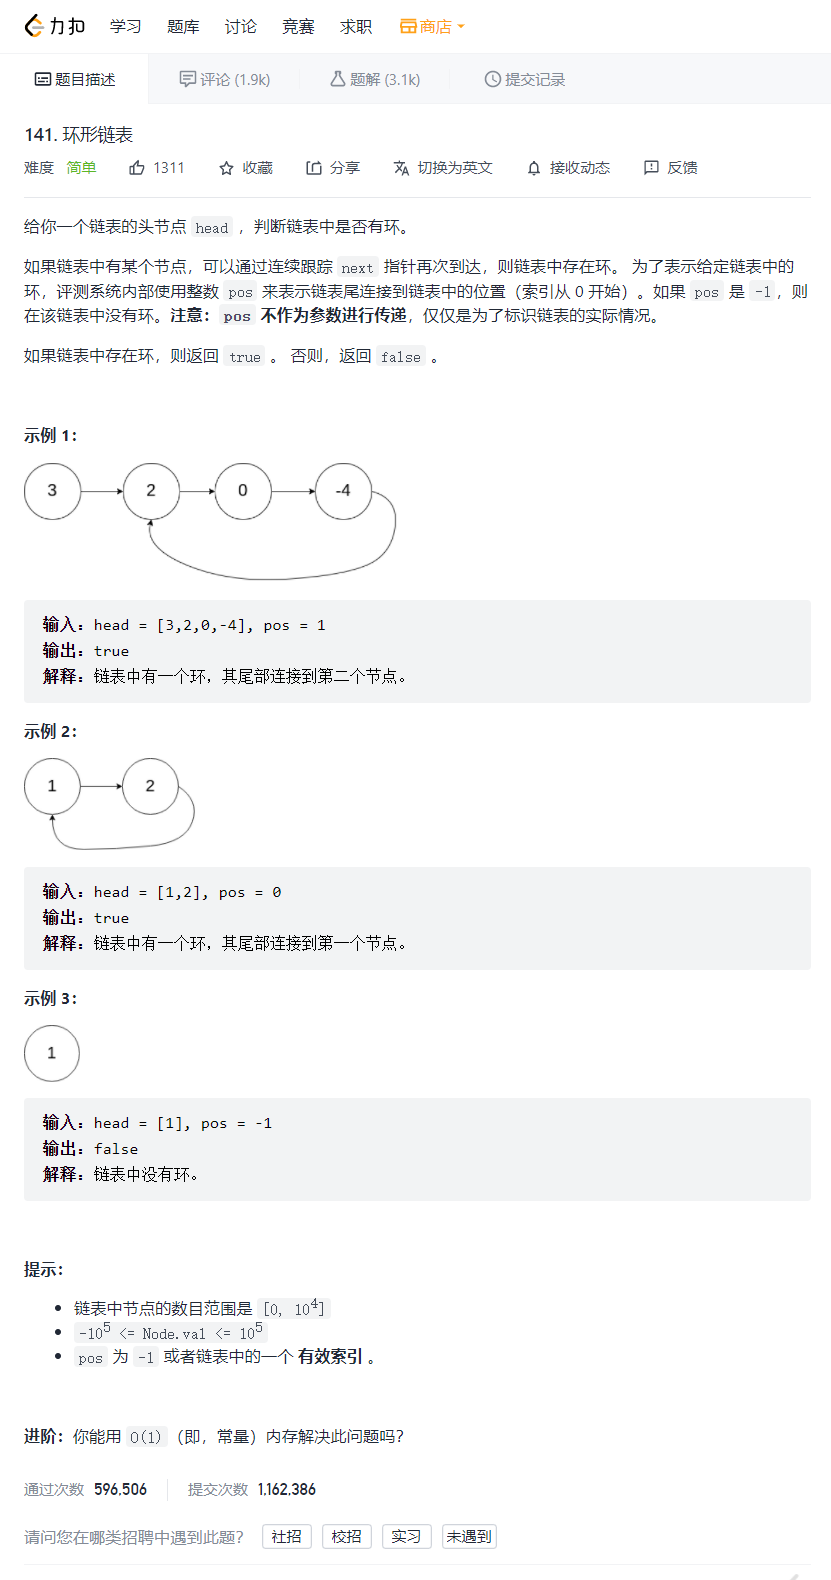 力扣 学习 题库 讨论 竞赛 求职 商店
题目描述 评论 (1.9k) 题解 (3.1k) 提交记录
141. 环形链表
难度 简单 1311 收藏 分享 切换为英文 接收动态 反馈
给你一个链表的头节点 head ，判断链表中是否有环。
如果链表中有某个节点，可以通过连续跟踪 next 指针再次到达，则链表中存在环。 为了表示给定链表中的
环，评测系统内部使用整数 pos 来表示链表尾连接到链表中的位置（索引从 0 开始）。如果 pos 是 -1，则
在该链表中没有环。注意：pos 不作为参数进行传递，仅仅是为了标识链表的实际情况。
如果链表中存在环，则返回 true 。 否则，返回 false 。
示例 1：
3 2 0 -4
输入：head = [3,2,0,-4], pos = 1
输出：true
解释：链表中有一个环，其尾部连接到第二个节点。
示例 2：
1 2
输入：head = [1,2], pos = 0
输出：true
解释：链表中有一个环，其尾部连接到第一个节点。
示例 3：
1
输入：head = [1], pos = -1
输出：false
解释：链表中没有环。
提示：
• 链表中节点的数目范围是 [0, 10⁴]
• -10⁵ <= Node.val <= 10⁵
• pos 为 -1 或者链表中的一个 有效索引 。
进阶：你能用 O(1)（即，常量）内存解决此问题吗？
通过次数 596,506 提交次数 1,162,386
请问您在哪类招聘中遇到此题？ 社招 校招 实习 未遇到